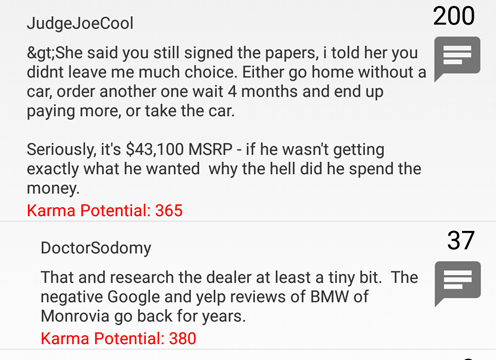 JudgeJoeCool
200
&gt;She said you still signed the papers, i told her you
didnt leave me much choice. Either go home without a
car, order another one wait 4 months and end up
paying more, or take the car.
Seriously, it's $43,100 MSRP - if he wasn't getting
exactly what he wanted  why the hell did he spend the
money.
Karma Potential: 365
DoctorSodomy
37
That and research the dealer at least a tiny bit.  The
negative Google and yelp reviews of BMW of
Monrovia go back for years.
Karma Potential: 380